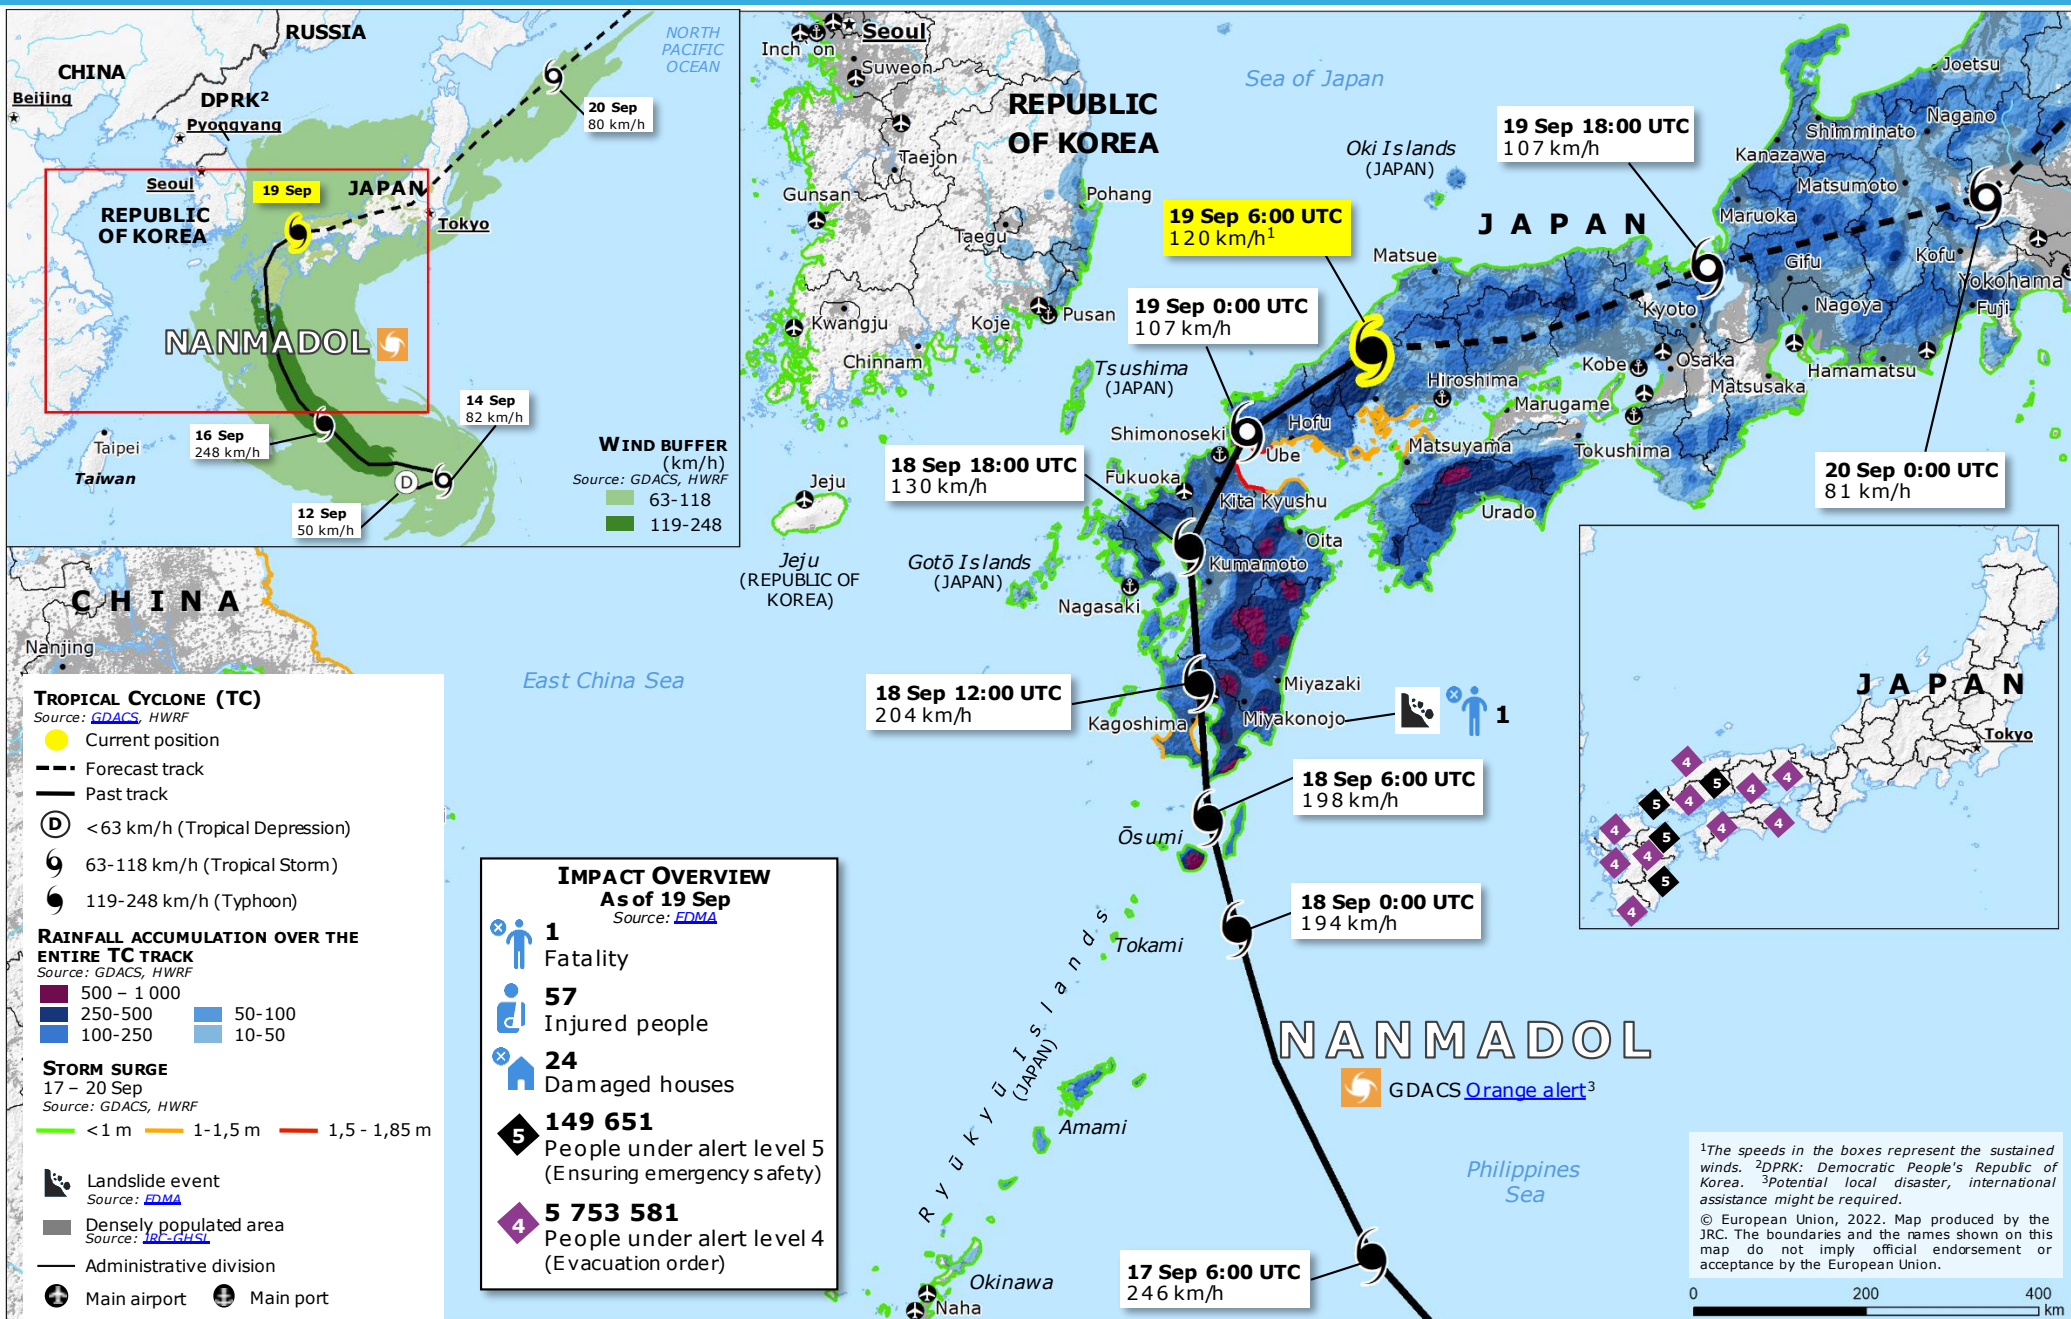 RUSSIA
NORTH
PACIFIC
OCEAN
CHINA
Beijing
DPRK²
Pyongyang
20 Sep
80 km/h
Seoul
19 Sep
JAPAN
REPUBLIC
OF KOREA
Tokyo
NANMADOL
14 Sep
82 km/h
16 Sep
248 km/h
Taipei
Taiwan
D
12 Sep
50 km/h
WIND BUFFER
(km/h)
Source: GDACS, HWRF
63-118
119-248
Seoul
Inch on
Suweon
REPUBLIC
OF KOREA
Taejon
Gunsan
Pohang
Taegu
Kwangju
Koje
Pusan
Chinnam
Jeju
Jeju
(REPUBLIC OF
KOREA)
Sea of Japan
Oki Islands
(JAPAN)
JAPAN
19 Sep 18:00 UTC
107 km/h
19 Sep 6:00 UTC
120 km/h¹
19 Sep 0:00 UTC
107 km/h
Joetsu
Nagano
Shimminato
Kanazawa
Matsumoto
Maruoka
Gifu
Kofu
Yokohama
Nagoya
Fuji
Matsue
Kyoto
Kobe
Osaka
Matsusaka
Hamamatsu
Tsushima
(JAPAN)
Hiroshima
Marugame
Hofu
Shimonoseki
Ube
Matsuyama
Tokushima
Urado
18 Sep 18:00 UTC
130 km/h
Fukuoka
Kita Kyushu
Oita
Kumamoto
Gotō Islands
(JAPAN)
Nagasaki
20 Sep 0:00 UTC
81 km/h
CHINA
Nanjing
East China Sea
18 Sep 12:00 UTC
204 km/h
Kagoshima
Miyazaki
Miyakonojo
1
18 Sep 6:00 UTC
198 km/h
Ōsumi
18 Sep 0:00 UTC
194 km/h
Tokami
Ryūkyū Islands
(JAPAN)
Amami
Okinawa
Naha
NANMADOL
GDACS Orange alert³
Philippines
Sea
17 Sep 6:00 UTC
246 km/h
JAPAN
Tokyo
4
4
5
4
5
4
4
4
4
5
4
4
5
4
TROPICAL CYCLONE (TC)
Source: GDACS, HWRF
Current position
Forecast track
Past track
D <63 km/h (Tropical Depression)
63-118 km/h (Tropical Storm)
119-248 km/h (Typhoon)
RAINFALL ACCUMULATION OVER THE
ENTIRE TC TRACK
Source: GDACS, HWRF
500 – 1 000
250-500 50-100
100-250 10-50
STORM SURGE
17 – 20 Sep
Source: GDACS, HWRF
<1 m 1-1,5 m 1,5 - 1,85 m
Landslide event
Source: FDMA
Densely populated area
Source: JRC-GHSL
Administrative division
Main airport Main port
IMPACT OVERVIEW
As of 19 Sep
Source: FDMA
1
Fatality
57
Injured people
24
Damaged houses
5 149 651
People under alert level 5
(Ensuring emergency safety)
4 5 753 581
People under alert level 4
(Evacuation order)
¹The speeds in the boxes represent the sustained
winds. ²DPRK: Democratic People's Republic of
Korea. ³Potential local disaster, international
assistance might be required.
© European Union, 2022. Map produced by the
JRC. The boundaries and the names shown on this
map do not imply official endorsement or
acceptance by the European Union.
0 200 400
km